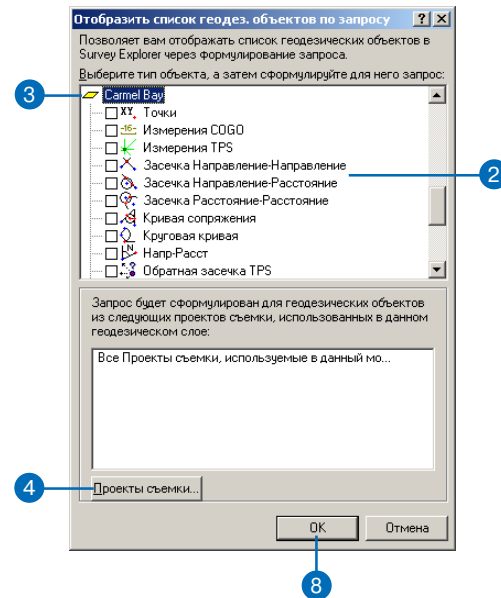 Отобразить список геодез. объектов по запросу
Позволяет вам отображать список геодезических объектов в
Survey Explorer через формулирование запроса.
Выберите тип объекта, а затем сформулируйте для него запрос:
3
Carmel Bay
XY, Точки
-16- Измерения COGO
Измерения TPS
Засечка Направление-Направление
2
Засечка Направление-Расстояние
Засечка Расстояние-Расстояние
Кривая сопряжения
Круговая кривая
N Напр-Расст
Обратная засечка TPS
Запрос будет сформулирован для геодезических объектов
из следующих проектов съемки, использованных в данном
геодезическом слое:
Все Проекты съемки, используемые в данный мо...
4
Проекты съемки...
OK
Отмена
8